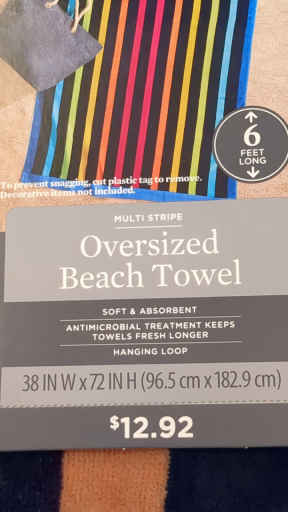 6
FEET
LONG
To prevent snagging, cut plastic tag to remove.
Decorative items not included.
MULTI STRIPE
Oversized
Beach Towel
SOFT & ABSORBENT
ANTIMICROBIAL TREATMENT KEEPS
TOWELS FRESH LONGER
HANGING LOOP
38 IN W x 72 IN H (96.5 cm x 182.9 cm)
$12.92